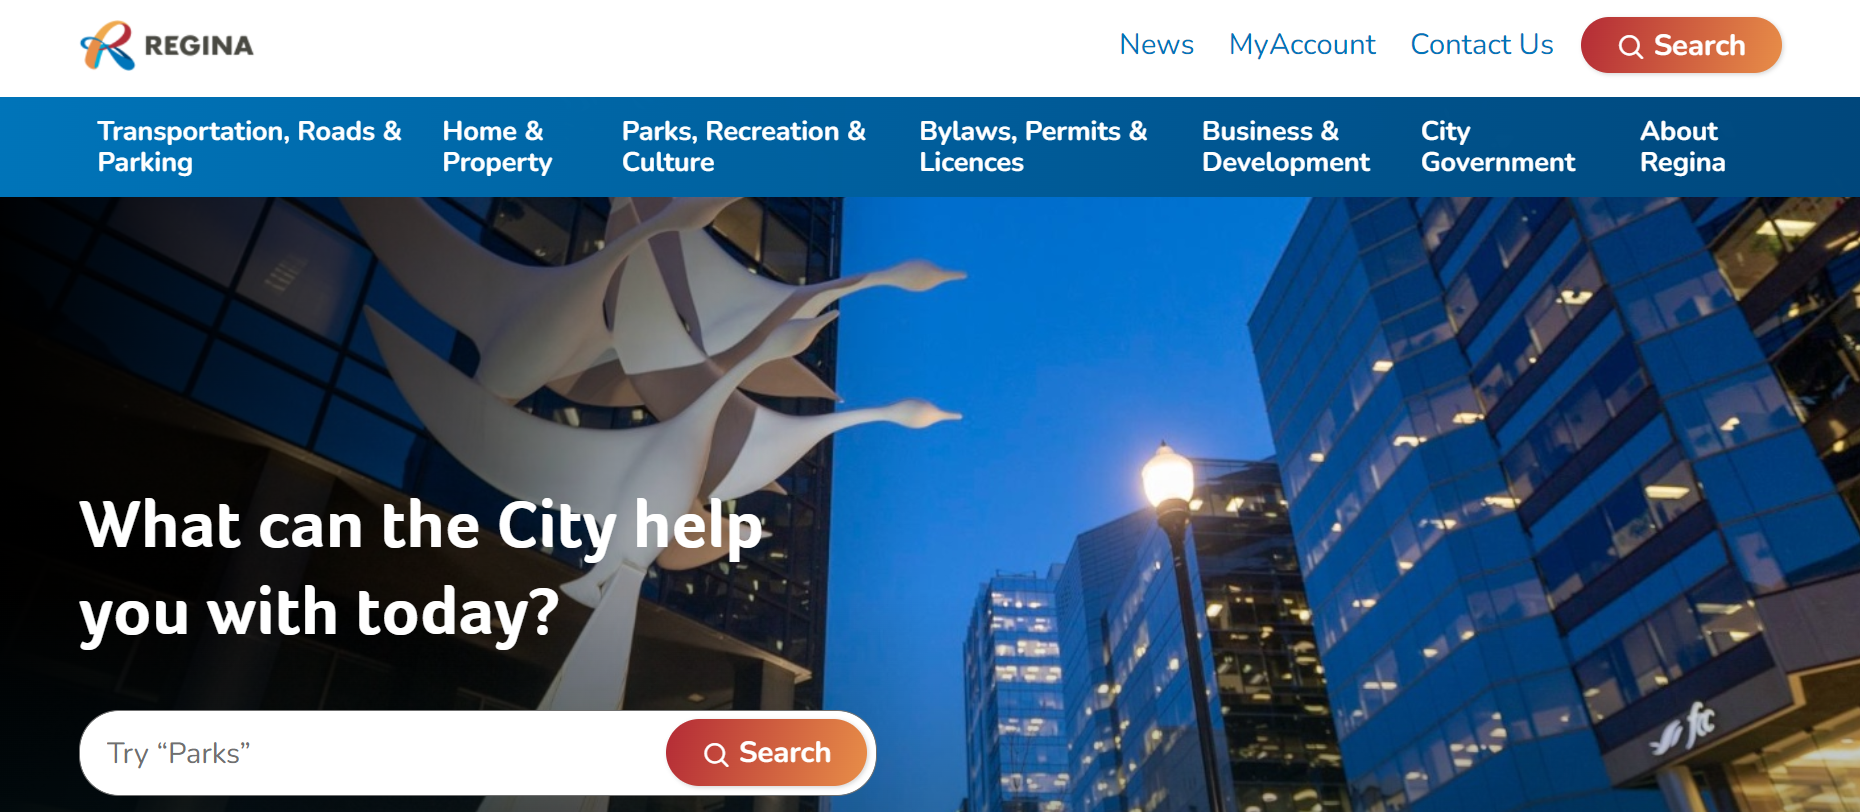 REGINA
News
MyAccount
Contact Us
Search
Transportation, Roads &
Parking
Home &
Property
Parks, Recreation &
Culture
Bylaws, Permits &
Licences
Business &
Development
City
Government
About
Regina
What can the City help
you with today?
Try “Parks”
Search
fcc